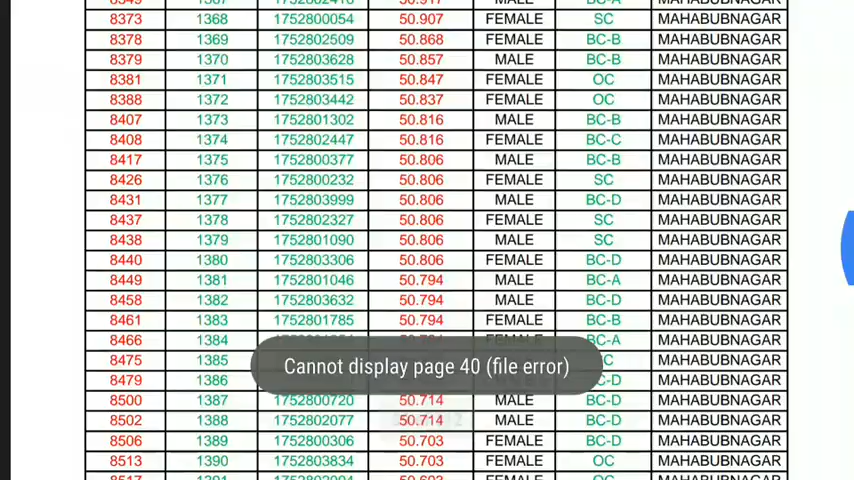 8373 1368 1752800054 50.907 FEMALE SC MAHABUBNAGAR
8378 1369 1752802509 50.868 FEMALE BC-B MAHABUBNAGAR
8379 1370 1752803628 50.857 MALE BC-B MAHABUBNAGAR
8381 1371 1752803515 50.847 FEMALE OC MAHABUBNAGAR
8388 1372 1752803442 50.837 FEMALE OC MAHABUBNAGAR
8407 1373 1752801302 50.816 MALE BC-B MAHABUBNAGAR
8408 1374 1752802447 50.816 FEMALE BC-C MAHABUBNAGAR
8417 1375 1752800377 50.806 MALE BC-B MAHABUBNAGAR
8426 1376 1752800232 50.806 FEMALE SC MAHABUBNAGAR
8431 1377 1752803999 50.806 MALE BC-D MAHABUBNAGAR
8437 1378 1752802327 50.806 FEMALE SC MAHABUBNAGAR
8438 1379 1752801090 50.806 MALE SC MAHABUBNAGAR
8440 1380 1752803306 50.806 FEMALE BC-D MAHABUBNAGAR
8449 1381 1752801046 50.794 MALE BC-A MAHABUBNAGAR
8458 1382 1752803632 50.794 MALE BC-D MAHABUBNAGAR
8461 1383 1752801785 50.794 FEMALE BC-B MAHABUBNAGAR
8466 1384 BC-A MAHABUBNAGAR
8475 1385 MAHABUBNAGAR
Cannot display page 40 (file error)
8479 1386 MAHABUBNAGAR
8500 1387 1752800720 50.714 MALE BC-D MAHABUBNAGAR
8502 1388 1752802077 50.714 MALE BC-D MAHABUBNAGAR
8506 1389 1752800306 50.703 FEMALE BC-D MAHABUBNAGAR
8513 1390 1752803834 50.703 FEMALE OC MAHABUBNAGAR